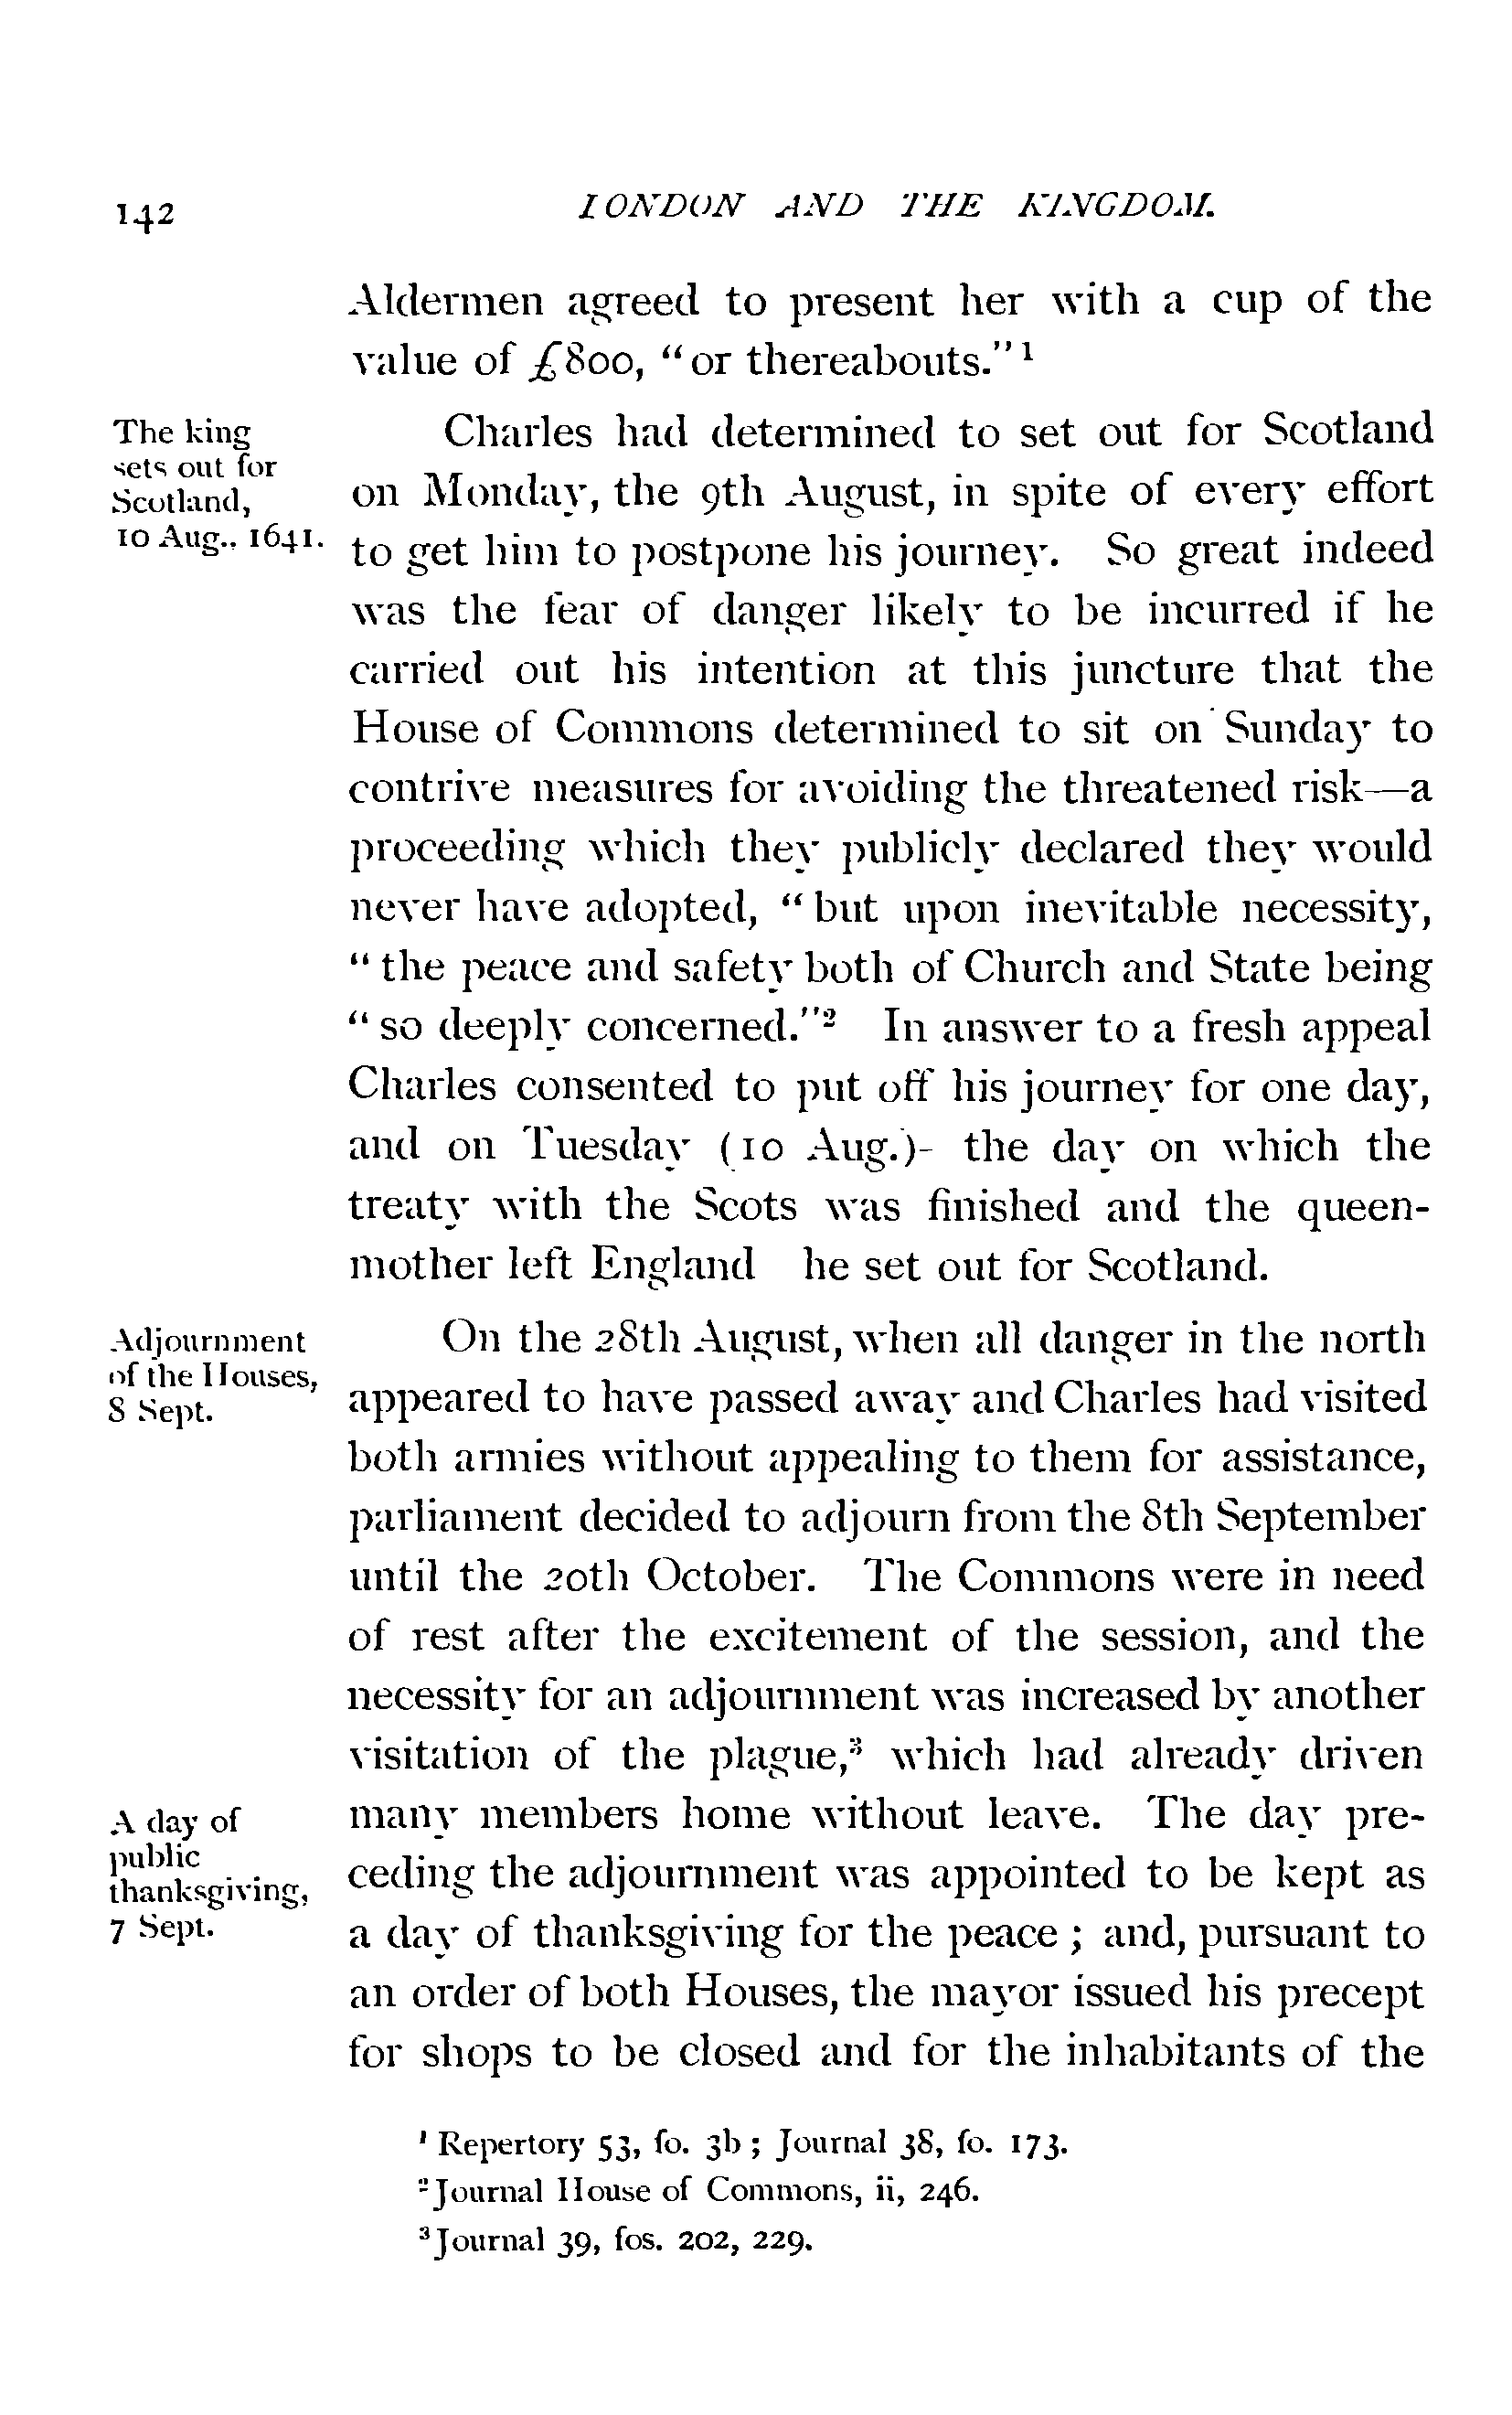 142
LONDON AND THE KINGDOM.
Aldermen agreed to present her with a cup of the
value of £800, "or thereabouts." 1
The king
sets out for
Scotland,
10 Aug., 1641.
Charles had determined to set out for Scotland
on Monday, the 9th August, in spite of every effort
to get him to postpone his journey. So great indeed
was the fear of danger likely to be incurred if he
carried out his intention at this juncture that the
House of Commons determined to sit on Sunday to
contrive measures for avoiding the threatened risk—a
proceeding which they publicly declared they would
never have adopted, "but upon inevitable necessity,
"the peace and safety both of Church and State being
"so deeply concerned."2 In answer to a fresh appeal
Charles consented to put off his journey for one day,
and on Tuesday (10 Aug.)- the day on which the
treaty with the Scots was finished and the queen-
mother left England he set out for Scotland.
Adjournment
of the Houses,
8 Sept.
On the 28th August, when all danger in the north
appeared to have passed away and Charles had visited
both armies without appealing to them for assistance,
parliament decided to adjourn from the 8th September
until the 20th October. The Commons were in need
of rest after the excitement of the session, and the
necessity for an adjournment was increased by another
visitation of the plague,3 which had already driven
A day of
public
thanksgiving,
7 Sept.
many members home without leave. The day pre-
ceding the adjournment was appointed to be kept as
a day of thanksgiving for the peace ; and, pursuant to
an order of both Houses, the mayor issued his precept
for shops to be closed and for the inhabitants of the
1 Repertory 53, fo. 3b ; Journal 38, fo. 173.
2 Journal House of Commons, ii, 246.
3 Journal 39, fos. 202, 229.